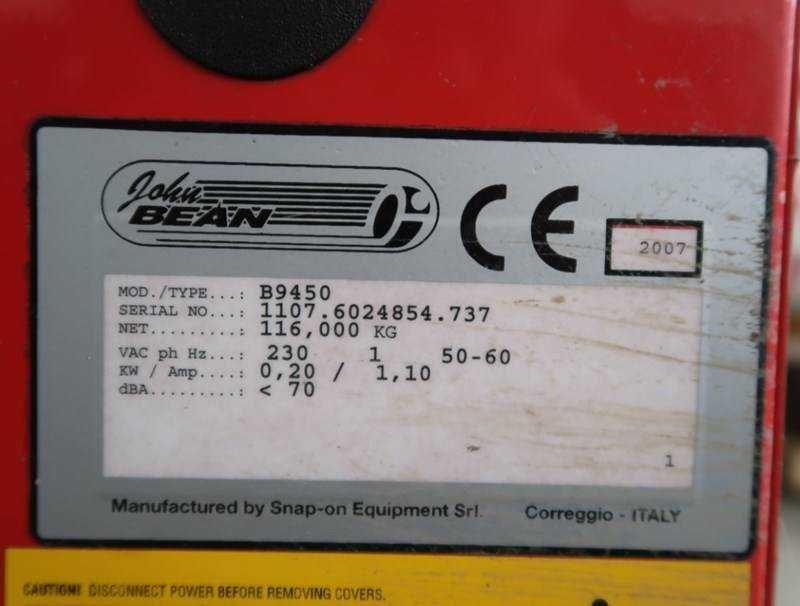 John
BEAN
CE
2007
MOD./TYPE...: B9450
SERIAL NO...: 1107.6024854.737
NET.........: 116,000 KG
VAC ph Hz...: 230 1 50-60
KW / Amp....: 0,20 / 1,10
dBA.........: < 70
1
Manufactured by Snap-on Equipment Srl. Correggio - ITALY
CAUTION! DISCONNECT POWER BEFORE REMOVING COVERS.